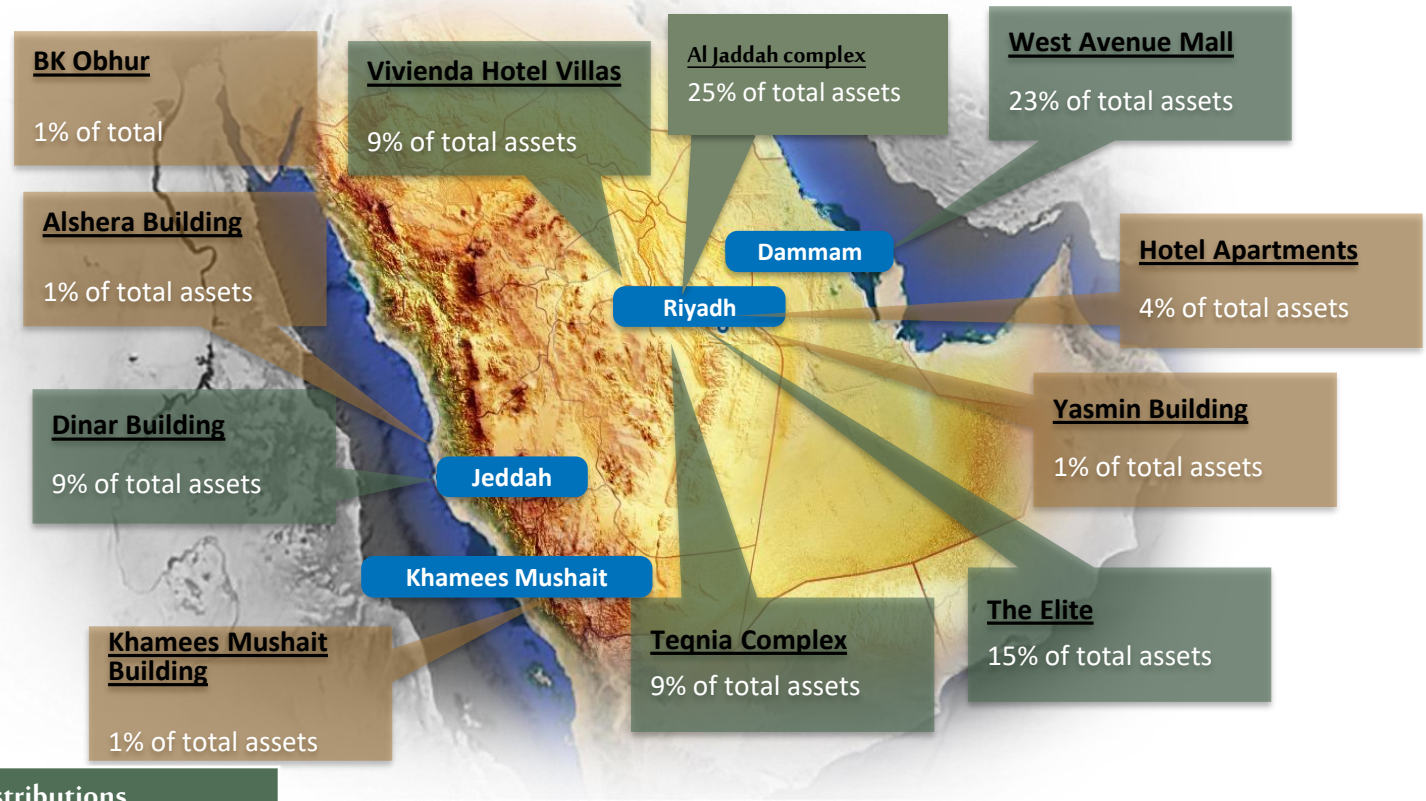 BK Obhur
1% of total
Vivienda Hotel Villas
9% of total assets
Al Jaddah complex
25% of total assets
West Avenue Mall
23% of total assets
Alshera Building
1% of total assets
Dammam
Hotel Apartments
4% of total assets
Riyadh
Dinar Building
9% of total assets
Jeddah
Yasmin Building
1% of total assets
Khamees Mushait
Khamees Mushait
Building
1% of total assets
Teqnia Complex
9% of total assets
The Elite
15% of total assets
stributions